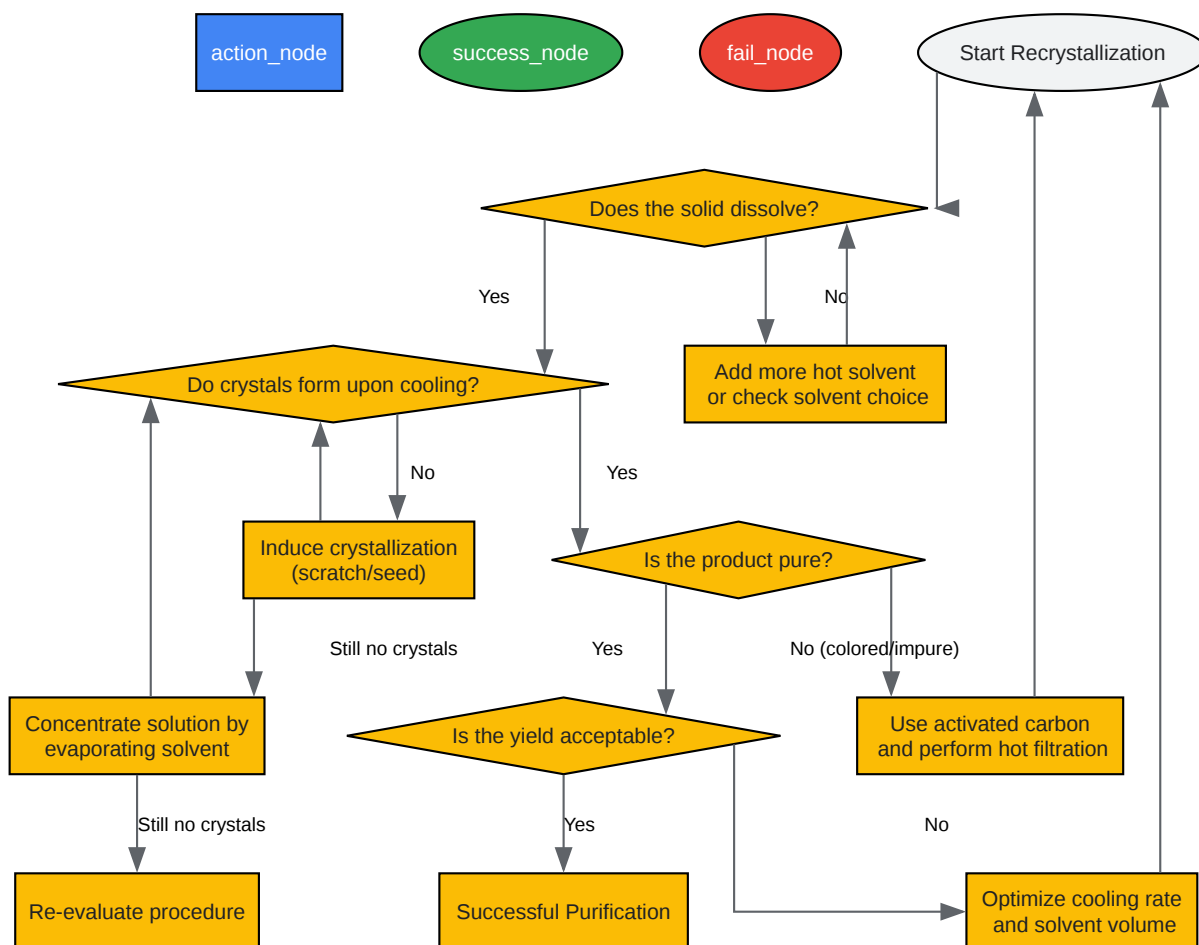 action_node
success_node
fail_node
Start Recrystallization
Does the solid dissolve?
Yes
No
Add more hot solvent
or check solvent choice
Do crystals form upon cooling?
No
Yes
Induce crystallization
(scratch/seed)
Is the product pure?
Still no crystals
Yes
No (colored/impure)
Concentrate solution by
evaporating solvent
Is the yield acceptable?
Use activated carbon
and perform hot filtration
Still no crystals
Yes
No
Re-evaluate procedure
Successful Purification
Optimize cooling rate
and solvent volume